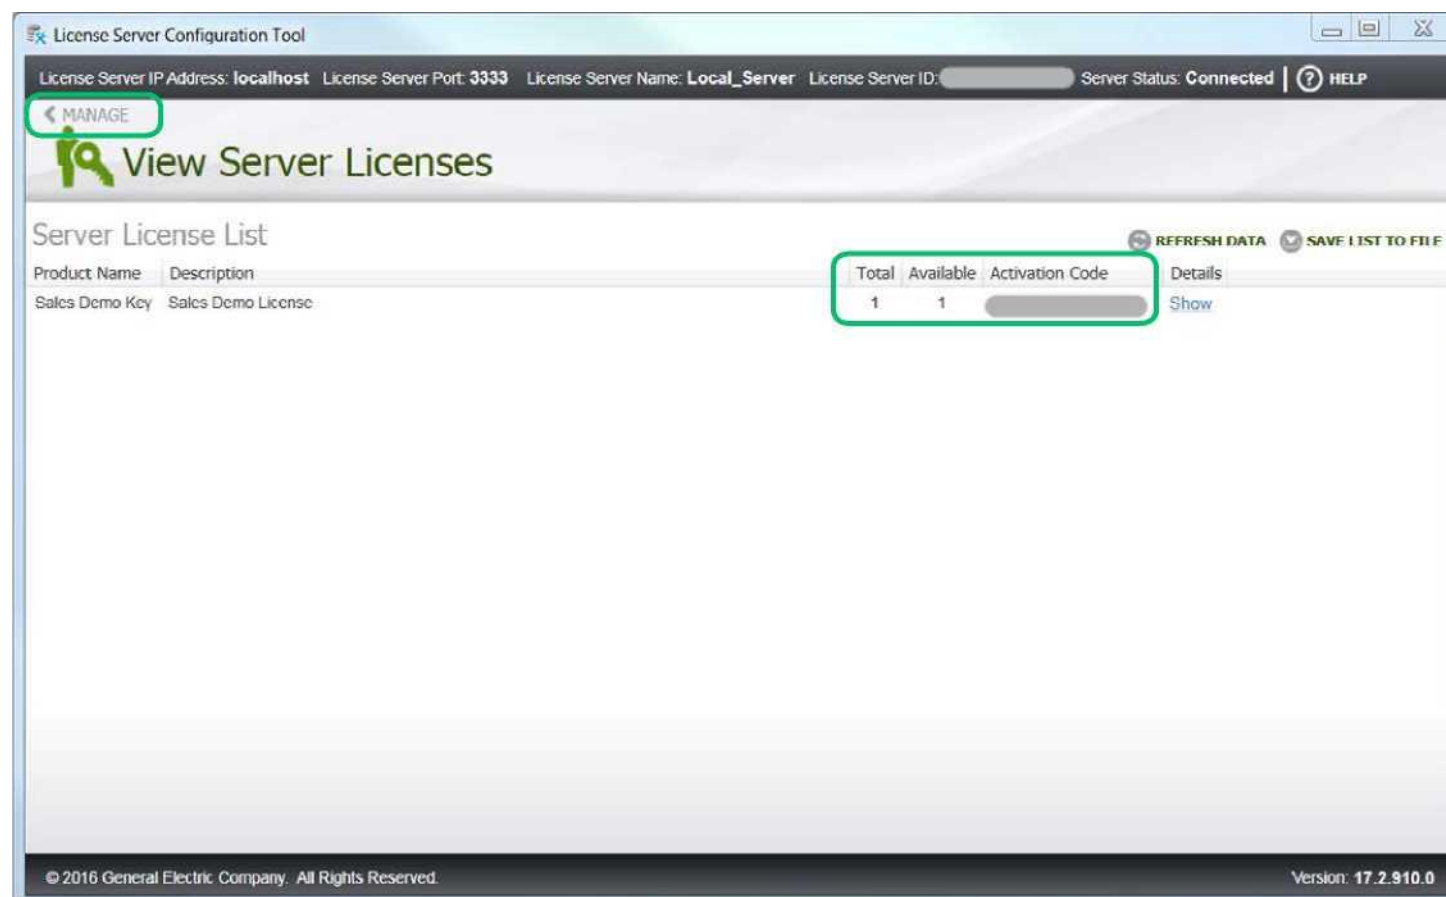 License Server Configuration Tool
License Server IP Address: localhost License Server Port: 3333 License Server Name: Local_Server License Server ID: Server Status: Connected | ? HELP
< MANAGE
View Server Licenses
Server License List
REFRESH DATA SAVE LIST TO FILE
Product Name Description Total Available Activation Code Details
Sales Demo Key Sales Demo License 1 1 Show
© 2016 General Electric Company. All Rights Reserved. Version: 17.2.910.0